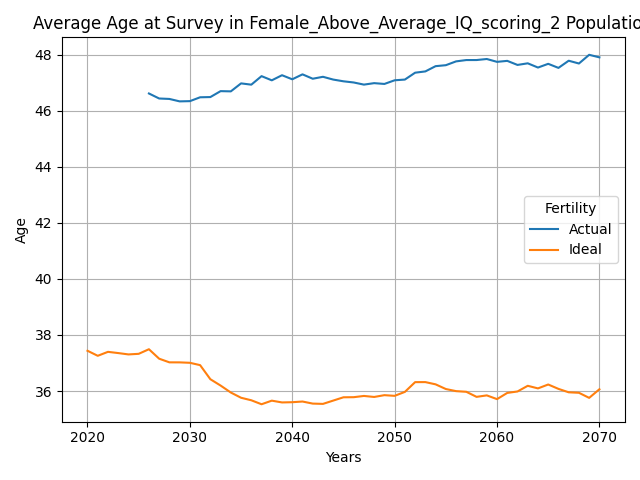 Average Age at Survey in Female_Above_Average_IQ_scoring_2 Populatio
48
46
44
42
40
38
36
Age
Fertility
Actual
Ideal
2020 2030 2040 2050 2060 2070
Years